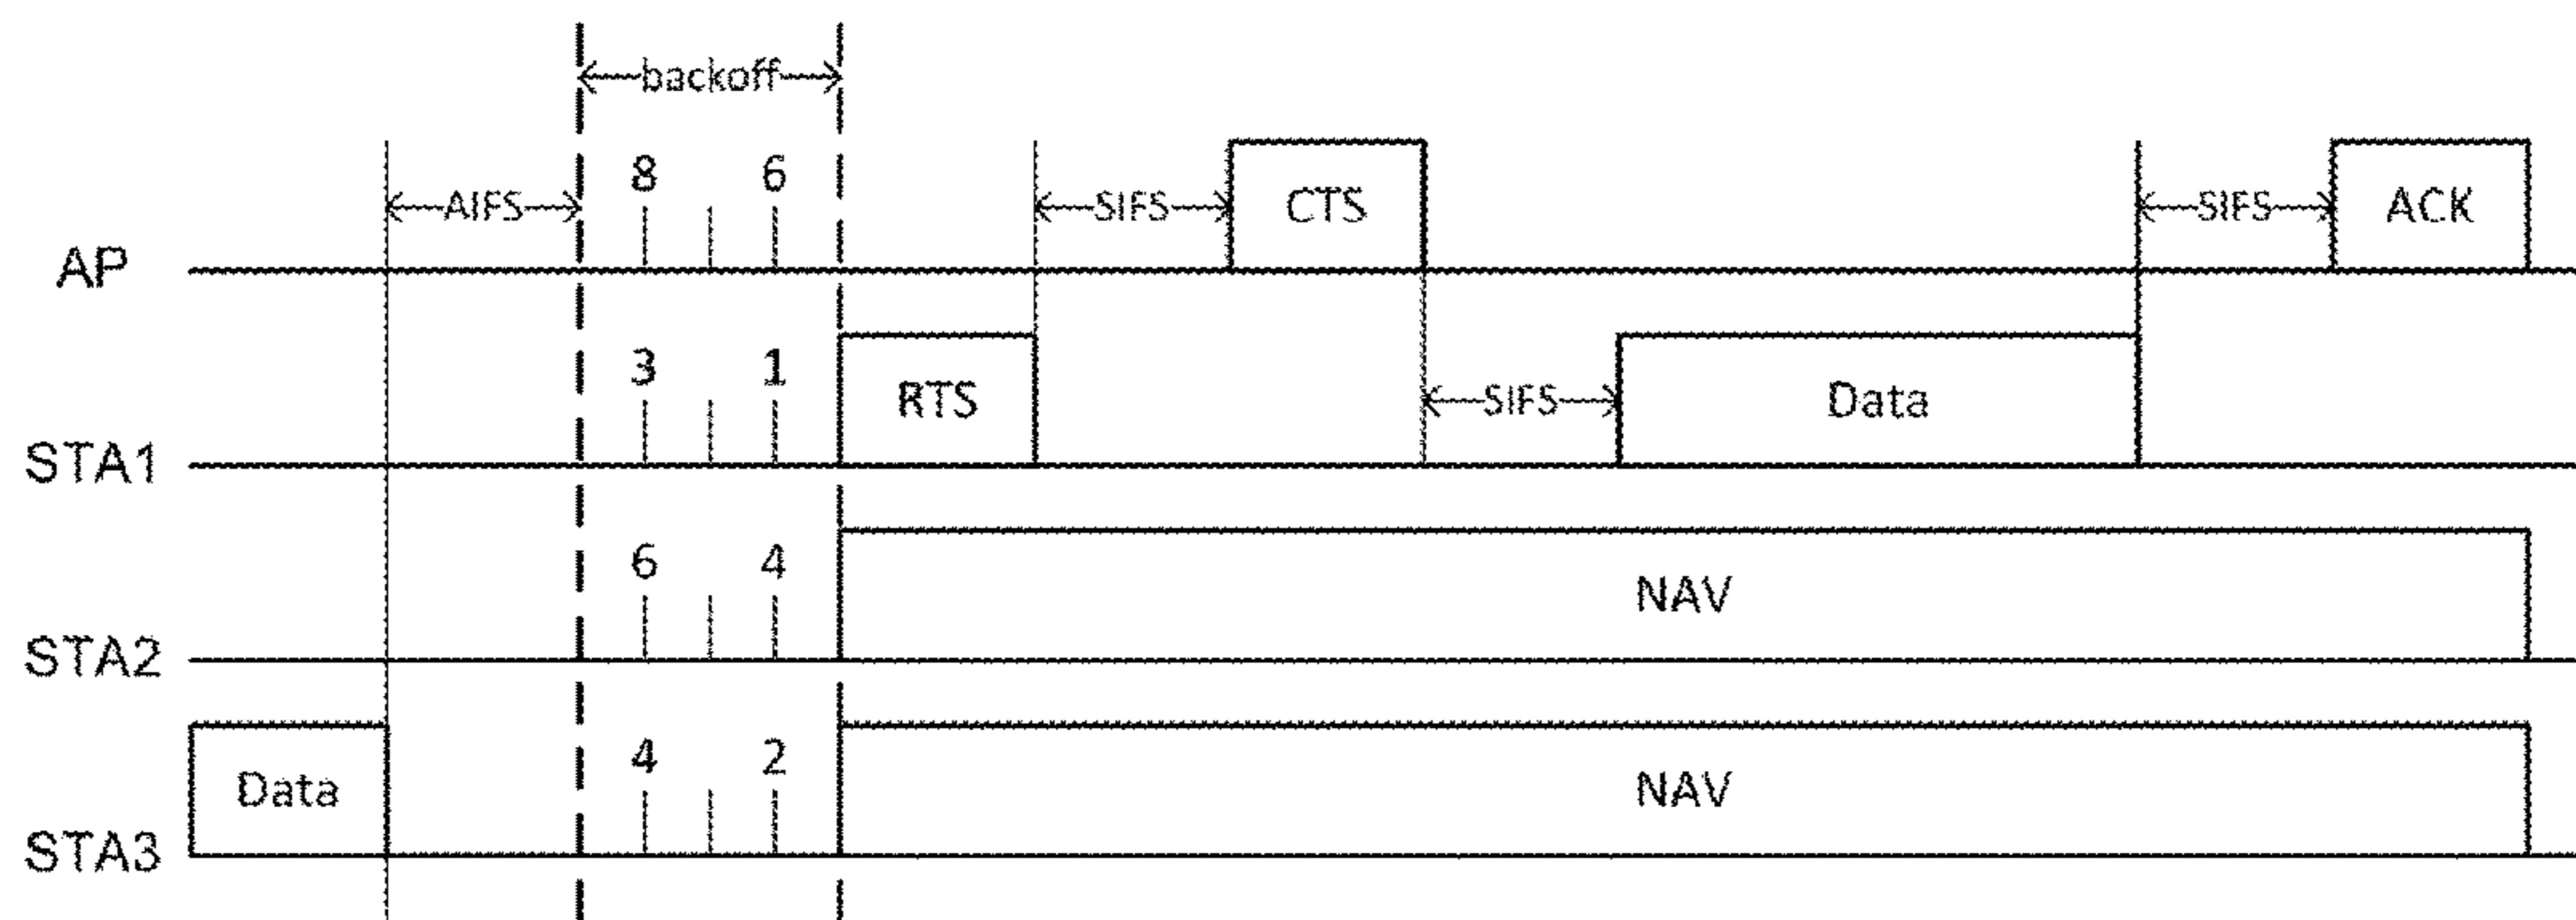 backoff
8 6
AIFS SIFS CTS SIFS ACK
AP
3 1
RTS SIFS Data
STA1
6 4
NAV
STA2
4 2
Data NAV
STA3